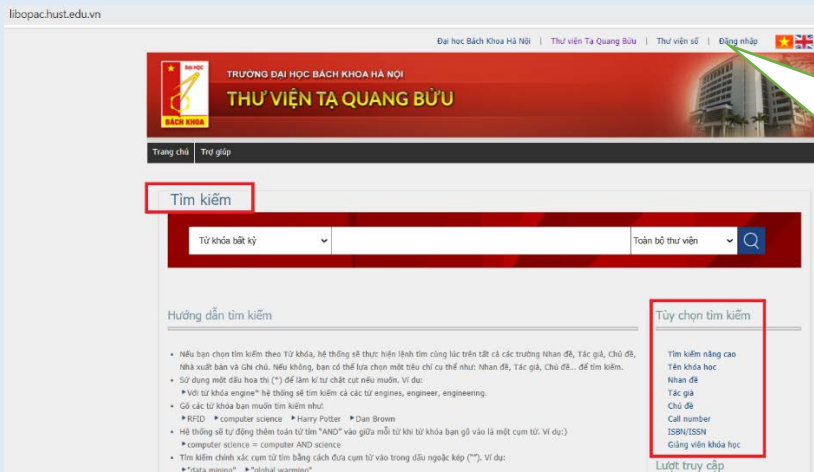 libopac.hust.edu.vn
Đại học Bách Khoa Hà Nội | Thư viện Tạ Quang Bửu | Thư viện số | Đăng nhập
ĐẠI HỌC
BÁCH KHOA
TRƯỜNG ĐẠI HỌC BÁCH KHOA HÀ NỘI
THƯ VIỆN TẠ QUANG BỬU
Trang chủ Trợ giúp
Tìm kiếm
Từ khóa bất kỳ Toàn bộ thư viện
Hướng dẫn tìm kiếm
• Nếu bạn chọn tìm kiếm theo Từ khóa, hệ thống sẽ thực hiện lệnh tìm cùng lúc trên tất cả các trường Nhan đề, Tác giả, Chủ đề,
Nhà xuất bản và Ghi chú. Nếu không, bạn có thể lựa chọn một tiêu chí cụ thể như: Nhan đề, Tác giả, Chủ đề... để tìm kiếm.
• Sử dụng một dấu hoa thị (*) để làm kí tự chặt cụt nếu muốn. Ví dụ:
Với từ khóa engine* hệ thống sẽ tìm kiếm cả các từ engines, engineer, engineering.
• Gõ các từ khóa bạn muốn tìm kiếm như:
RFID computer science Harry Potter Dan Brown
• Hệ thống sẽ tự động thêm toán tử tìm "AND" vào giữa mỗi từ khi từ khóa bạn gõ vào là một cụm từ. Ví dụ:)
computer science = computer AND science
• Tìm kiếm chính xác cụm từ tìm bằng cách đưa cụm từ vào trong dấu ngoặc kép (""). Ví dụ:
"data mining" "global warming"
Tùy chọn tìm kiếm
Tìm kiếm nâng cao
Tên khóa học
Nhan đề
Tác giả
Chủ đề
Call number
ISBN/ISSN
Giảng viên khóa học
Lượt truy cập